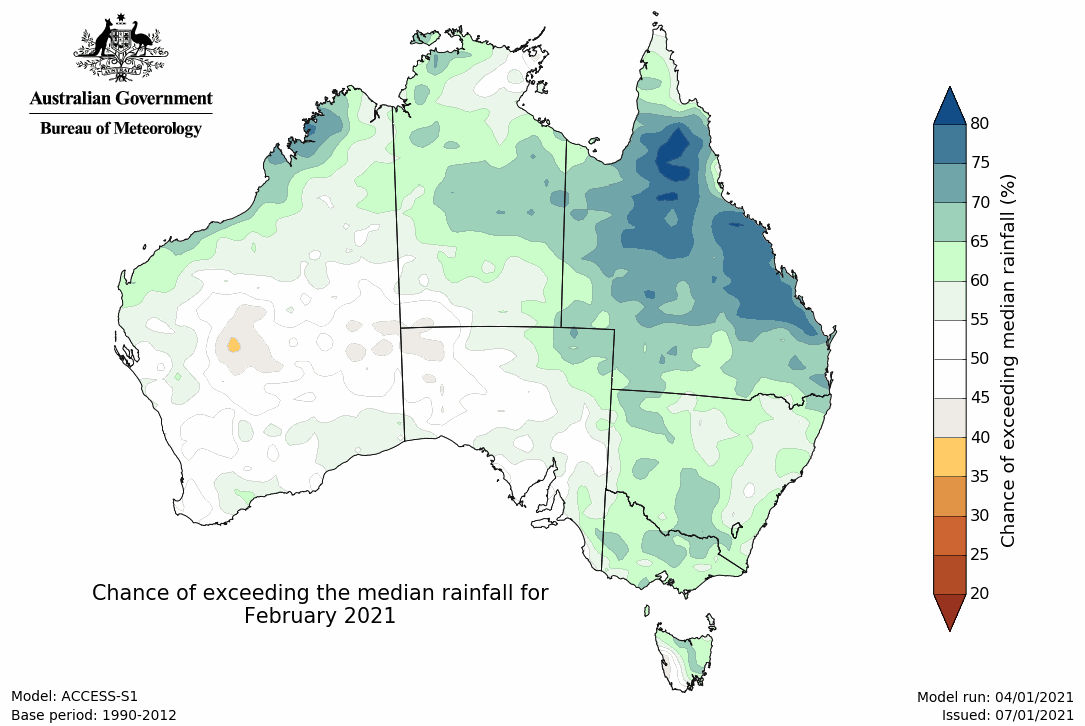 Australian Government
Bureau of Meteorology
80
75
70
65
60
55
50
45
40
35
30
25
20
Chance of exceeding median rainfall (%)
Chance of exceeding the median rainfall for
February 2021
Model: ACCESS-S1
Base period: 1990-2012
Model run: 04/01/2021
Issued: 07/01/2021